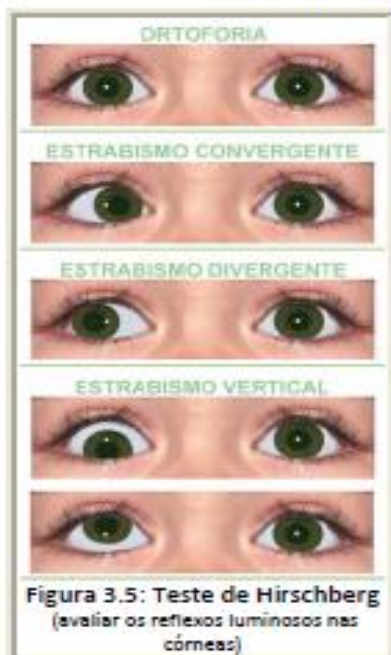 ORTOFORIA
ESTRABISMO CONVERGENTE
ESTRABISMO DIVERGENTE
ESTRABISMO VERTICAL
Figura 3.5: Teste de Hirschberg
(avaliar os reflexos luminosos nas
córneas)